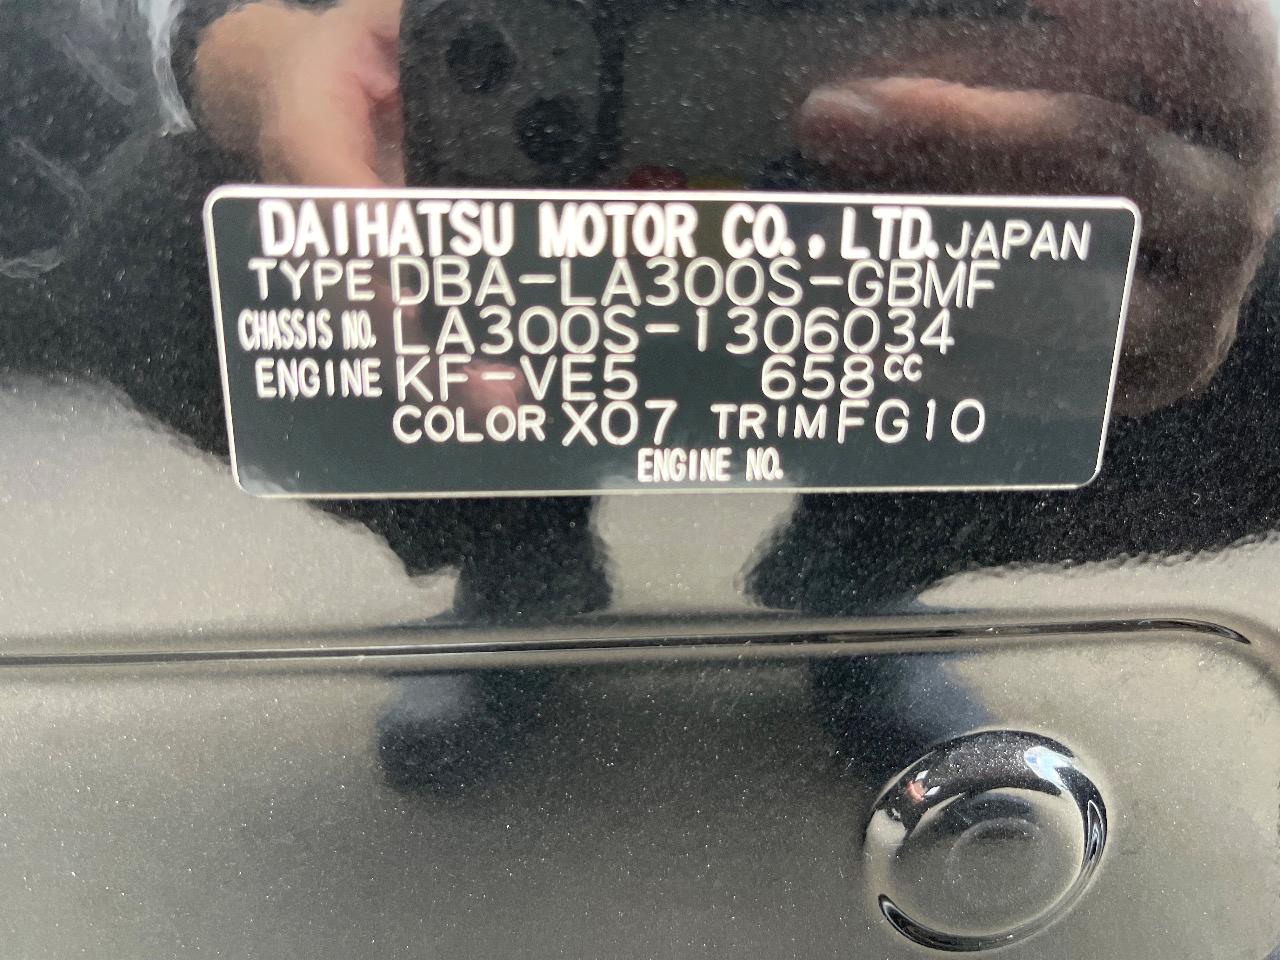 DAIHATSU MOTOR CO., LTD. JAPAN
TYPE DBA-LA300S-GBMF
CHASSIS NO. LA300S-1306034
ENGINE KF-VE5 658cc
COLOR X07 TRIM FG10
ENGINE NO.